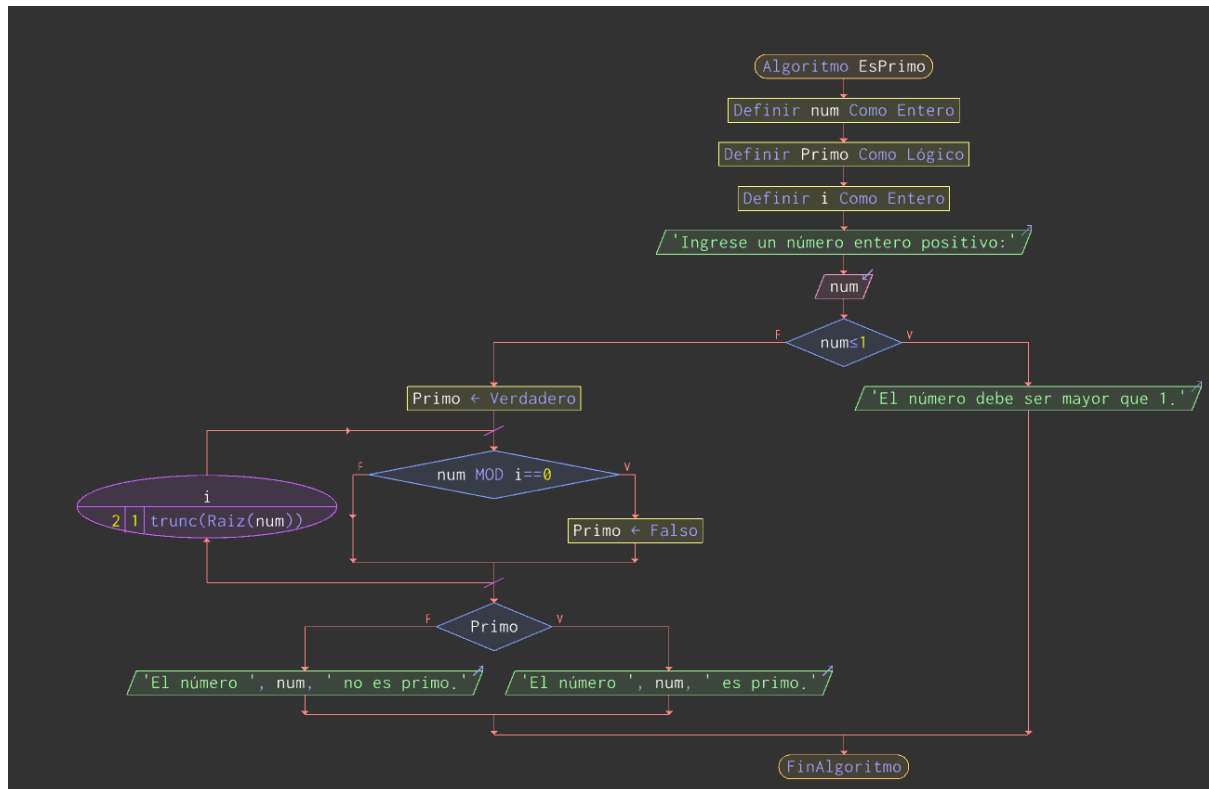 Algoritmo EsPrimo
Definir num Como Entero
Definir Primo Como Lógico
Definir i Como Entero
'Ingrese un número entero positivo:'
num
F
num≤1
V
Primo ← Verdadero
'El número debe ser mayor que 1.'
F
num MOD i==0
V
i
2 1 trunc(Raiz(num))
Primo ← Falso
F
Primo
V
'El número ', num, ' no es primo.'
'El número ', num, ' es primo.'
FinAlgoritmo